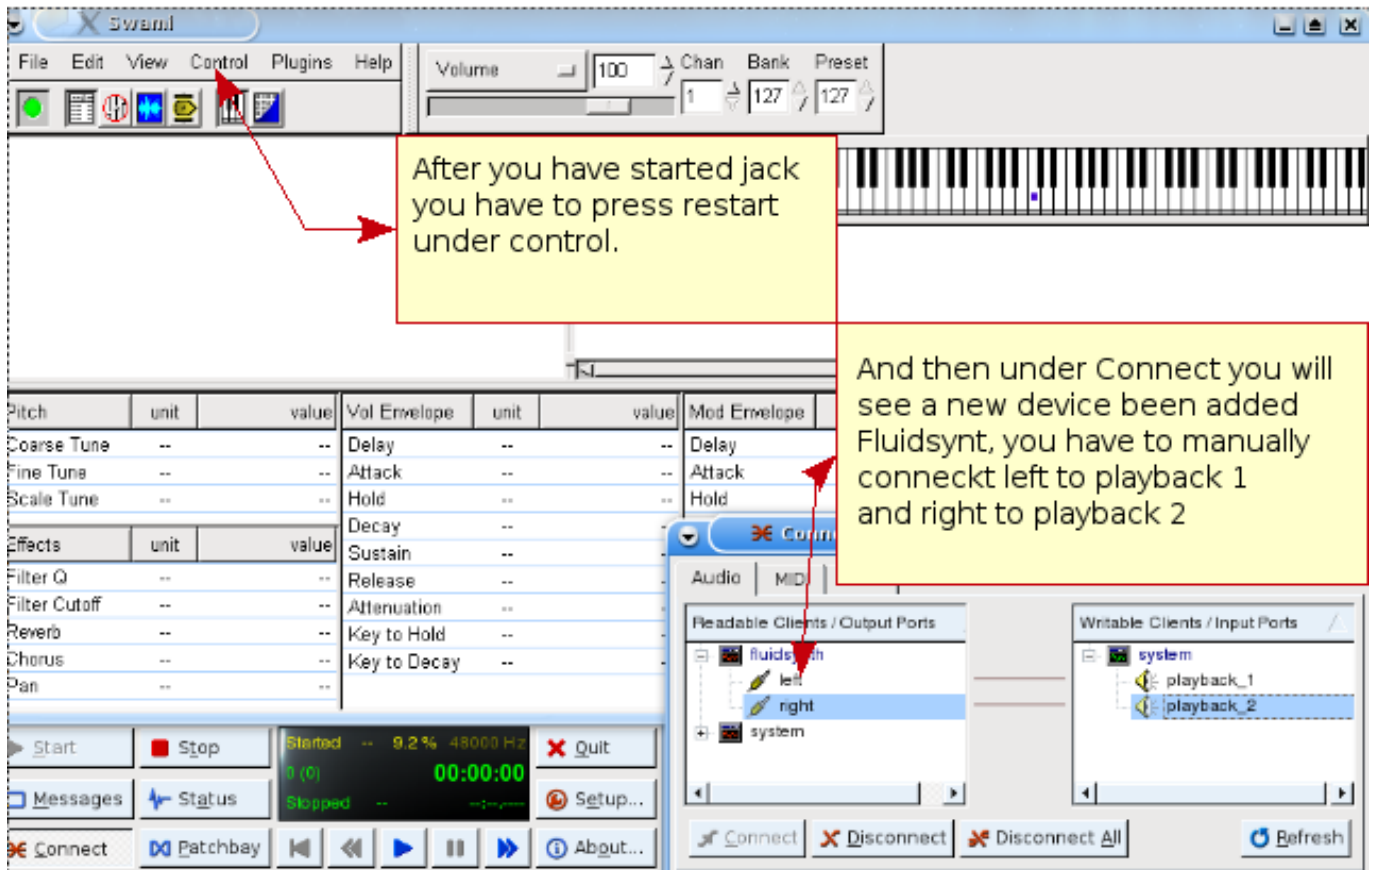 Swami
File Edit View Control Plugins Help
Volume 100 Chan Bank Preset
1 127 127
After you have started jack
you have to press restart
under control.
And then under Connect you will
see a new device been added
Fluidsynt, you have to manually
conneckt left to playback 1
and right to playback 2
Pitch unit value
Coarse Tune -- --
Fine Tune -- --
Scale Tune -- --
Effects unit value
Filter Q -- --
Filter Cutoff -- --
Reverb -- --
Chorus -- --
Pan -- --
Vol Envelope unit value
Delay -- --
Attack -- --
Hold -- --
Decay -- -
Sustain --
Release -- -
Attenuation --
Key to Hold -- -
Key to Decay --
Mod Envelope
Delay
Attack
Hold
Conn
Audio MIDI
Readable Clients / Output Ports
fluidsynth
left
right
system
Writable Clients / Input Ports
system
playback_1
playback_2
Connect Disconnect Disconnect All Refresh
Start Stop
Messages Status
Connect Patchbay
Started -- 9.2 % 48000 Hz
0 (0) 00:00:00
Stopped -- --:--.----
Quit
Setup...
About...